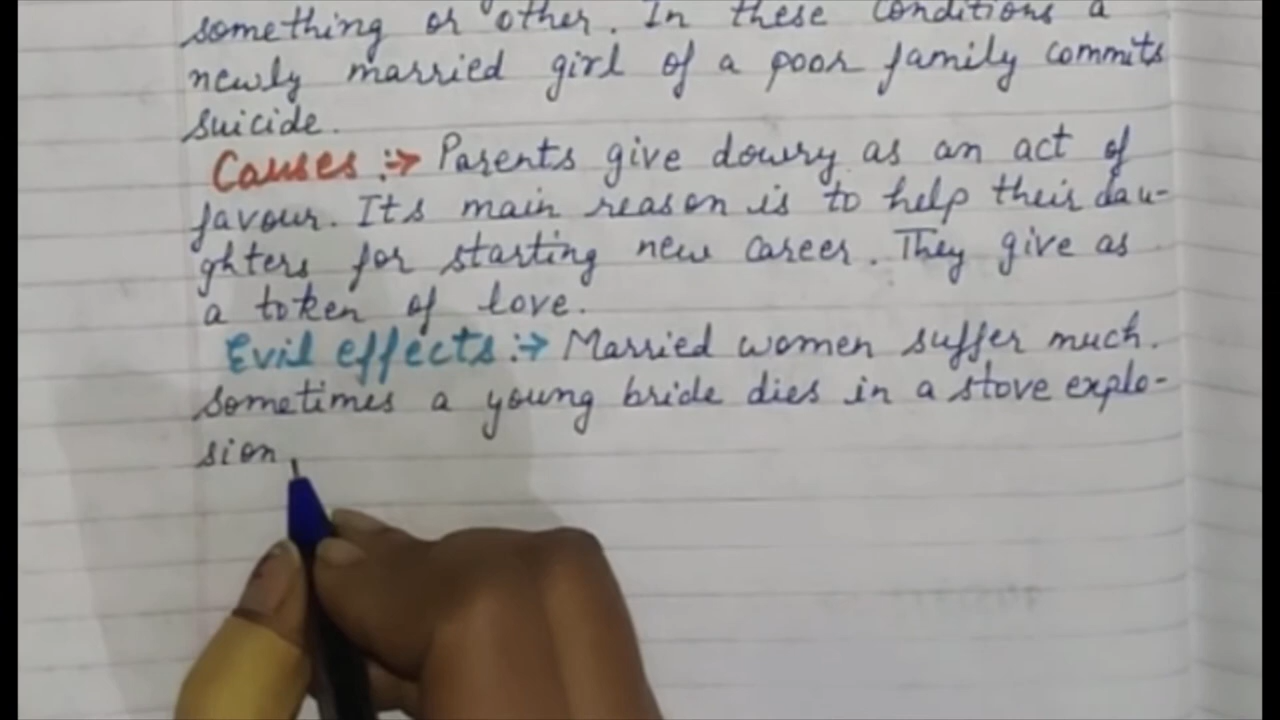 something or other. In these conditions a
newly married girl of a poor family commits
suicide.
Causes :→ Parents give dowry as an act of
favour. Its main reason is to help their dau-
ghters for starting new career. They give as
a token of love.
Evil effects :→ Married women suffer much.
Sometimes a young bride dies in a stove explo-
sion.